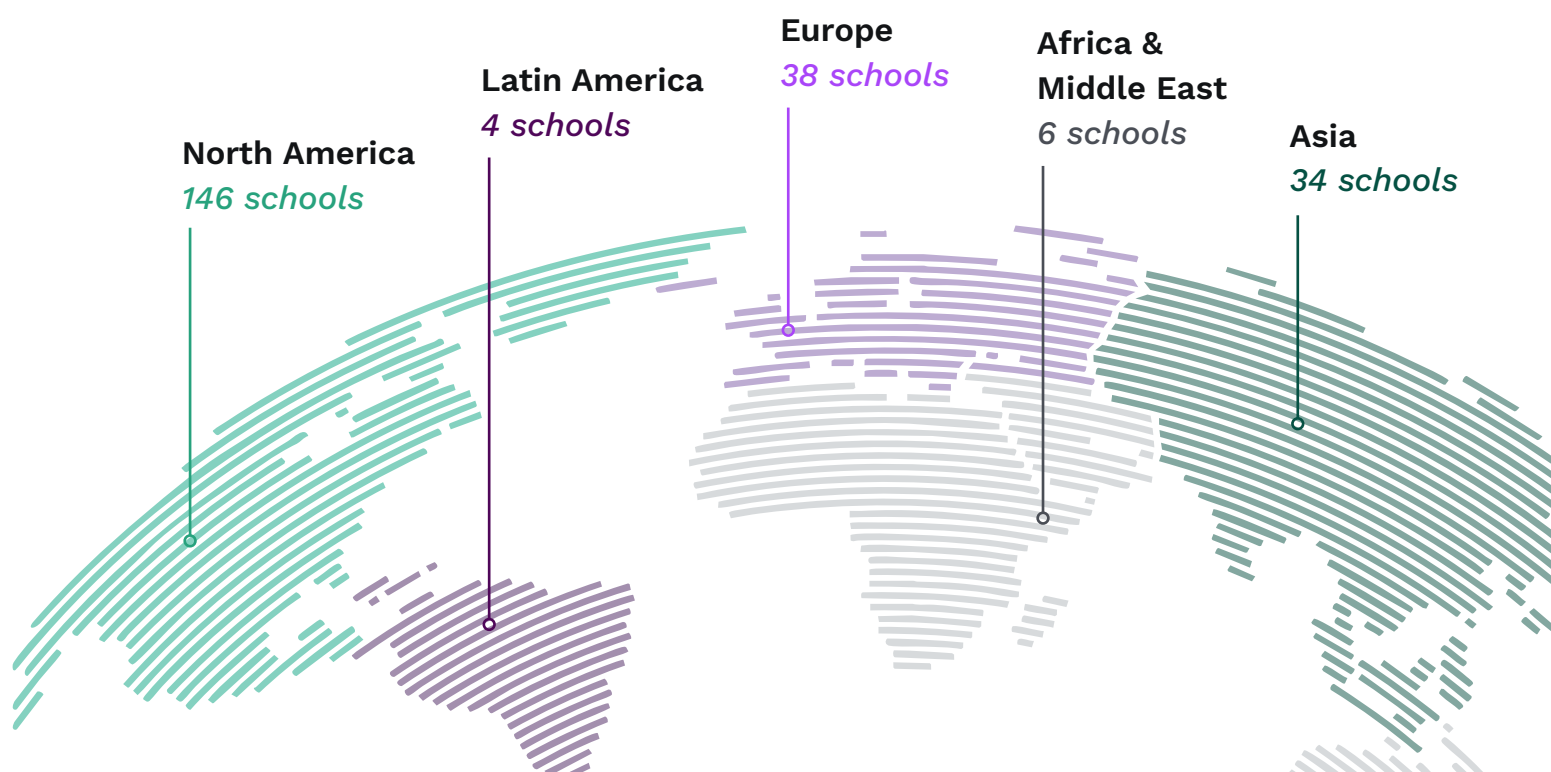 North America
146 schools
Latin America
4 schools
Europe
38 schools
Africa &
Middle East
6 schools
Asia
34 schools